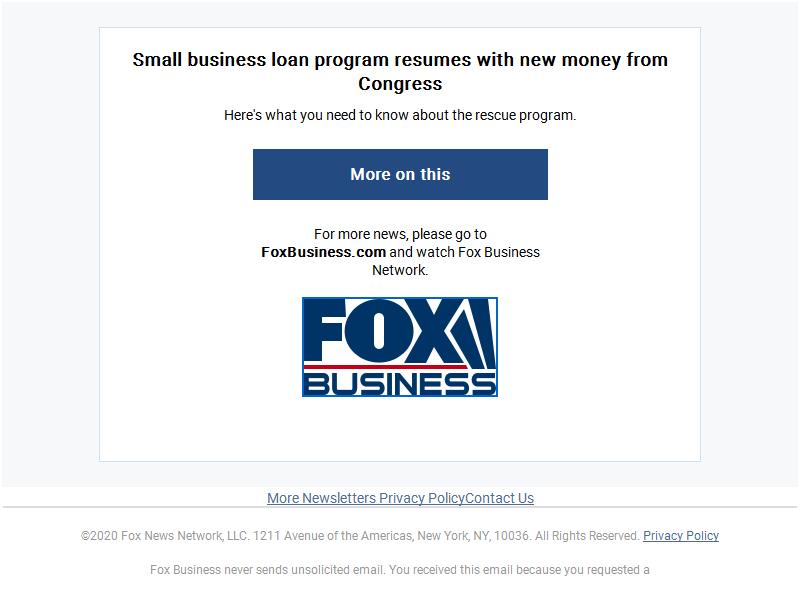 Small business loan program resumes with new money from
Congress
Here's what you need to know about the rescue program.
More on this
For more news, please go to
FoxBusiness.com and watch Fox Business
Network.
FOX
BUSINESS
More Newsletters Privacy PolicyContact Us
©2020 Fox News Network, LLC. 1211 Avenue of the Americas, New York, NY, 10036. All Rights Reserved. Privacy Policy
Fox Business never sends unsolicited email. You received this email because you requested a